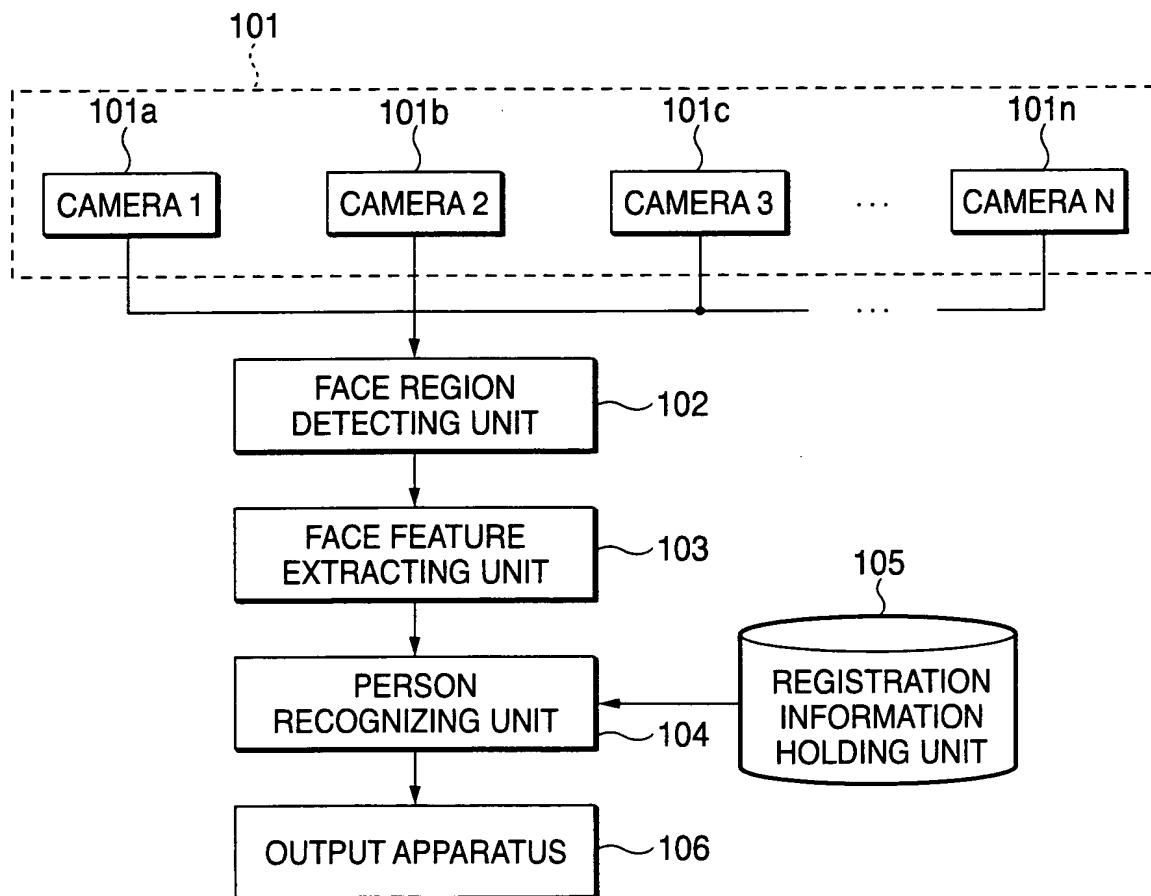 101
101a
101b
101c
101n
CAMERA 1
CAMERA 2
CAMERA 3
...
CAMERA N
...
FACE REGION
DETECTING UNIT
102
FACE FEATURE
EXTRACTING UNIT
103
105
PERSON
RECOGNIZING UNIT
104
REGISTRATION
INFORMATION
HOLDING UNIT
OUTPUT APPARATUS
106